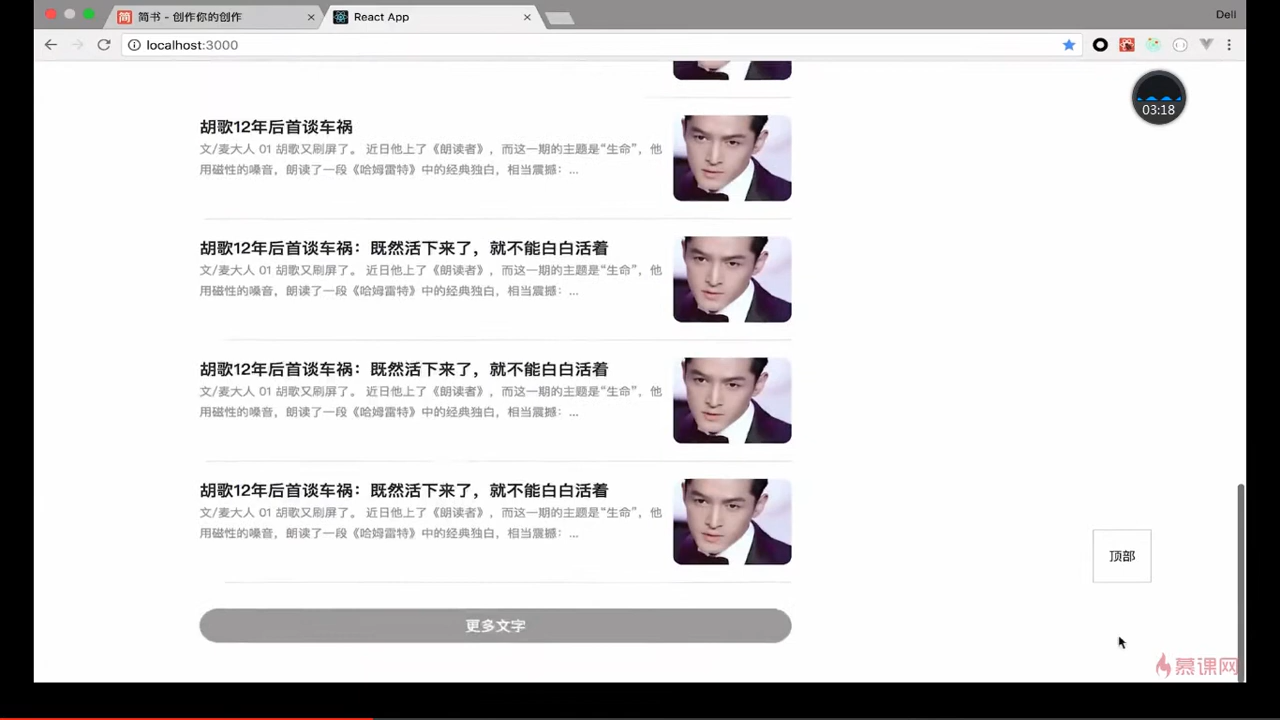 简
简书 - 创作你的创作
React App
Dell
localhost:3000
03:18
胡歌12年后首谈车祸
文/麦大人 01 胡歌又刷屏了。 近日他上了《朗读者》，而这一期的主题是“生命”，他
用磁性的嗓音，朗读了一段《哈姆雷特》中的经典独白，相当震撼：...
胡歌12年后首谈车祸：既然活下来了，就不能白白活着
文/麦大人 01 胡歌又刷屏了。 近日他上了《朗读者》，而这一期的主题是“生命”，他
用磁性的嗓音，朗读了一段《哈姆雷特》中的经典独白，相当震撼：...
胡歌12年后首谈车祸：既然活下来了，就不能白白活着
文/麦大人 01 胡歌又刷屏了。 近日他上了《朗读者》，而这一期的主题是“生命”，他
用磁性的嗓音，朗读了一段《哈姆雷特》中的经典独白，相当震撼：...
胡歌12年后首谈车祸：既然活下来了，就不能白白活着
文/麦大人 01 胡歌又刷屏了。 近日他上了《朗读者》，而这一期的主题是“生命”，他
用磁性的嗓音，朗读了一段《哈姆雷特》中的经典独白，相当震撼：...
顶部
更多文字
慕课网